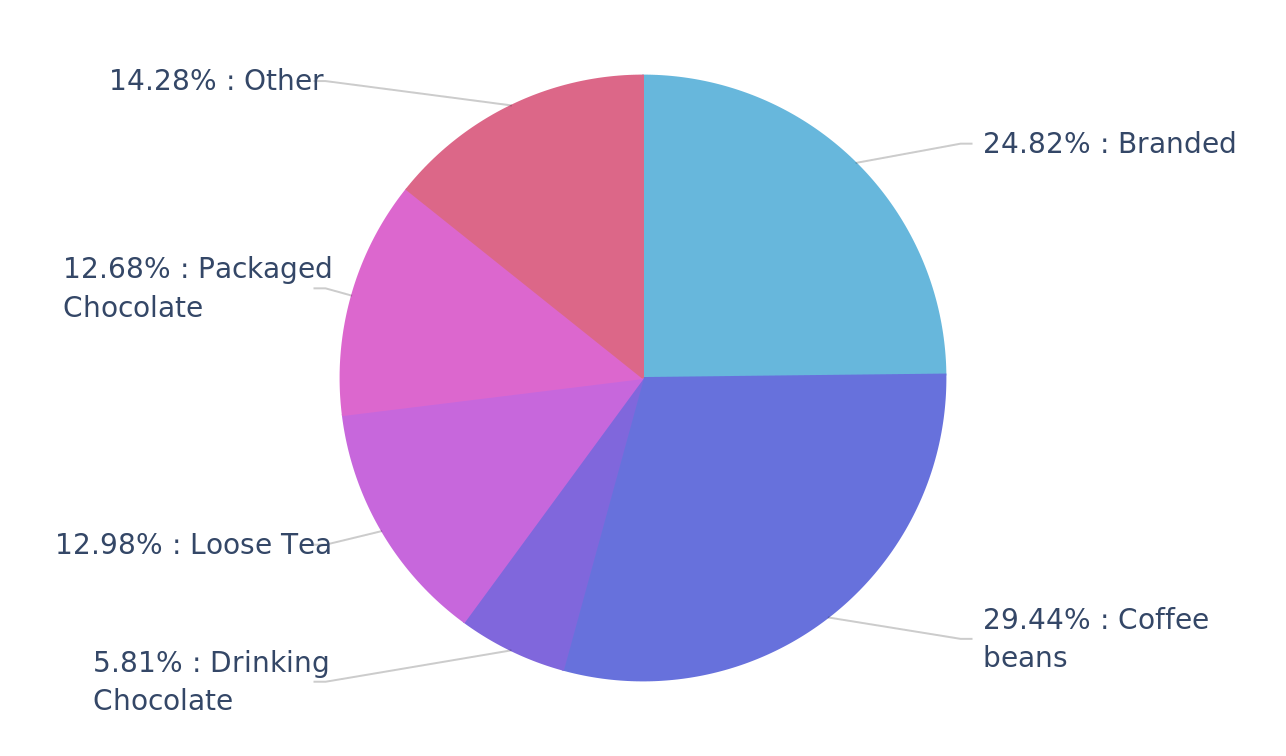 14.28% : Other
24.82% : Branded
12.68% : Packaged
Chocolate
12.98% : Loose Tea
29.44% : Coffee
beans
5.81% : Drinking
Chocolate